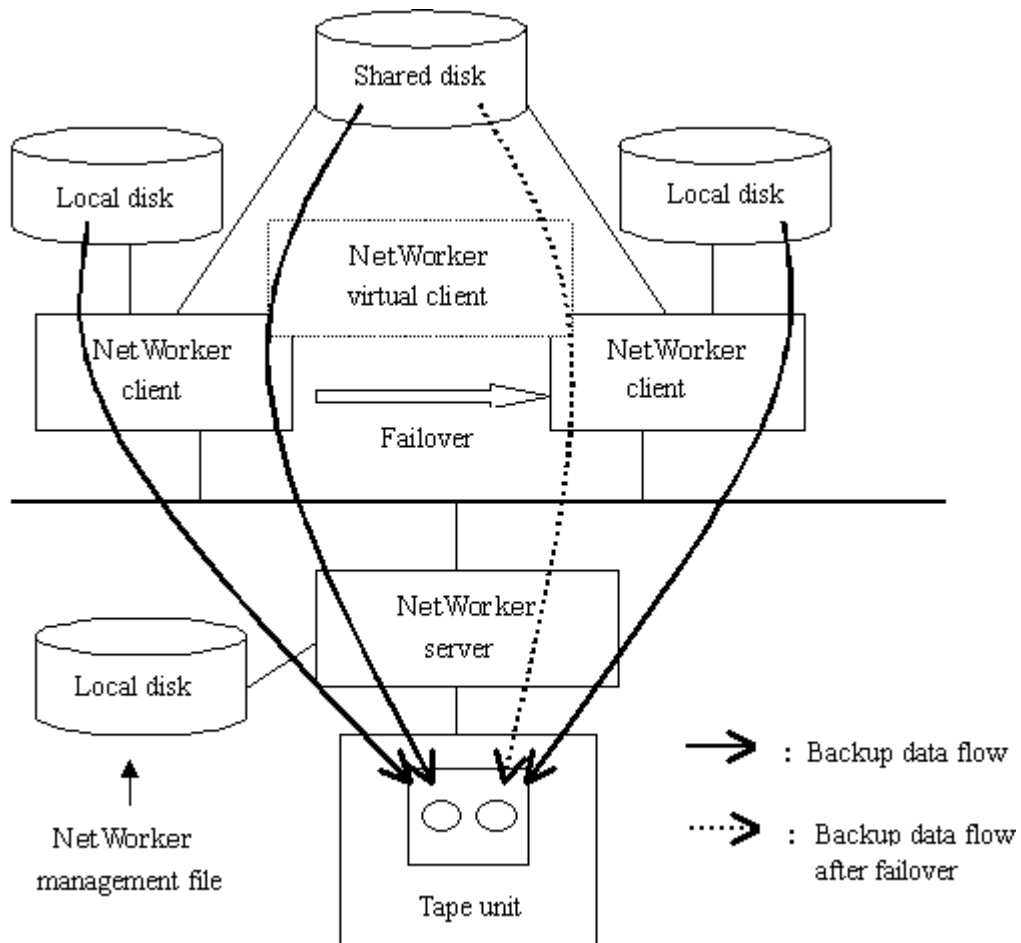 Shared disk
Local disk
Local disk
NetWorker
virtual client
NetWorker
client
NetWorker
client
Failover
NetWorker
server
Local disk
: Backup data flow
: Backup data flow
after failover
NetWorker
management file
Tape unit